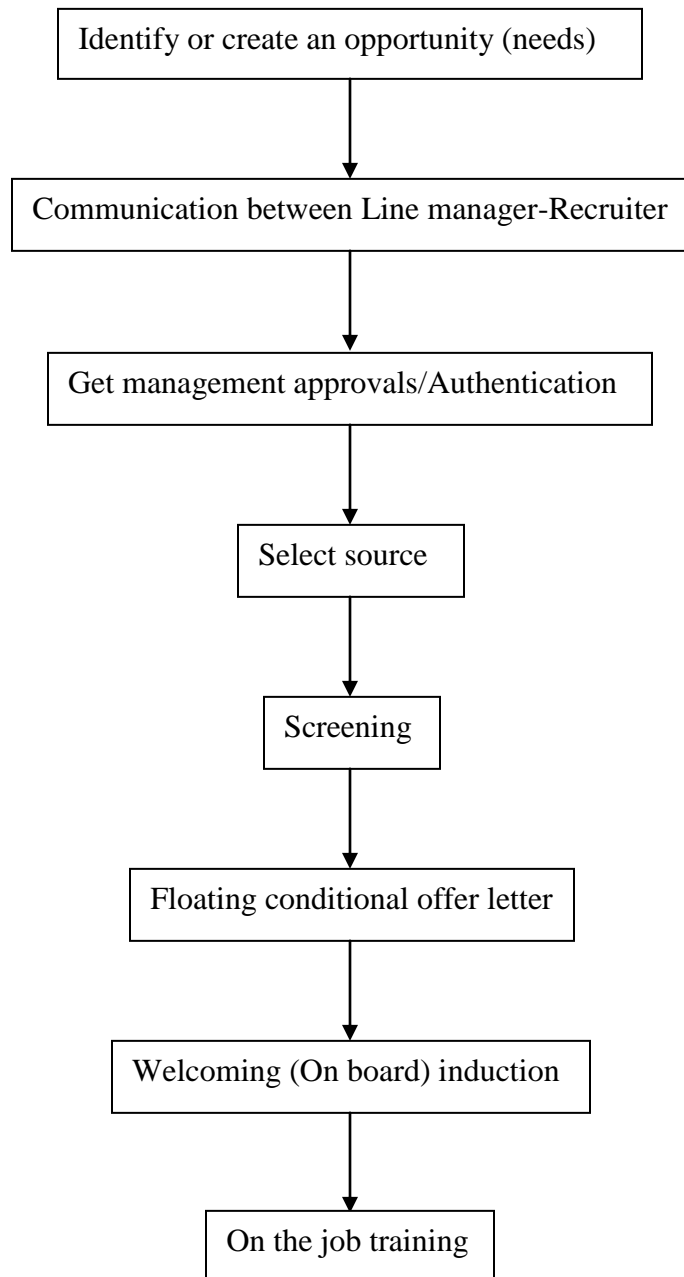 Identify or create an opportunity (needs)
Communication between Line manager-Recruiter
Get management approvals/Authentication
Select source
Screening
Floating conditional offer letter
Welcoming (On board) induction
On the job training